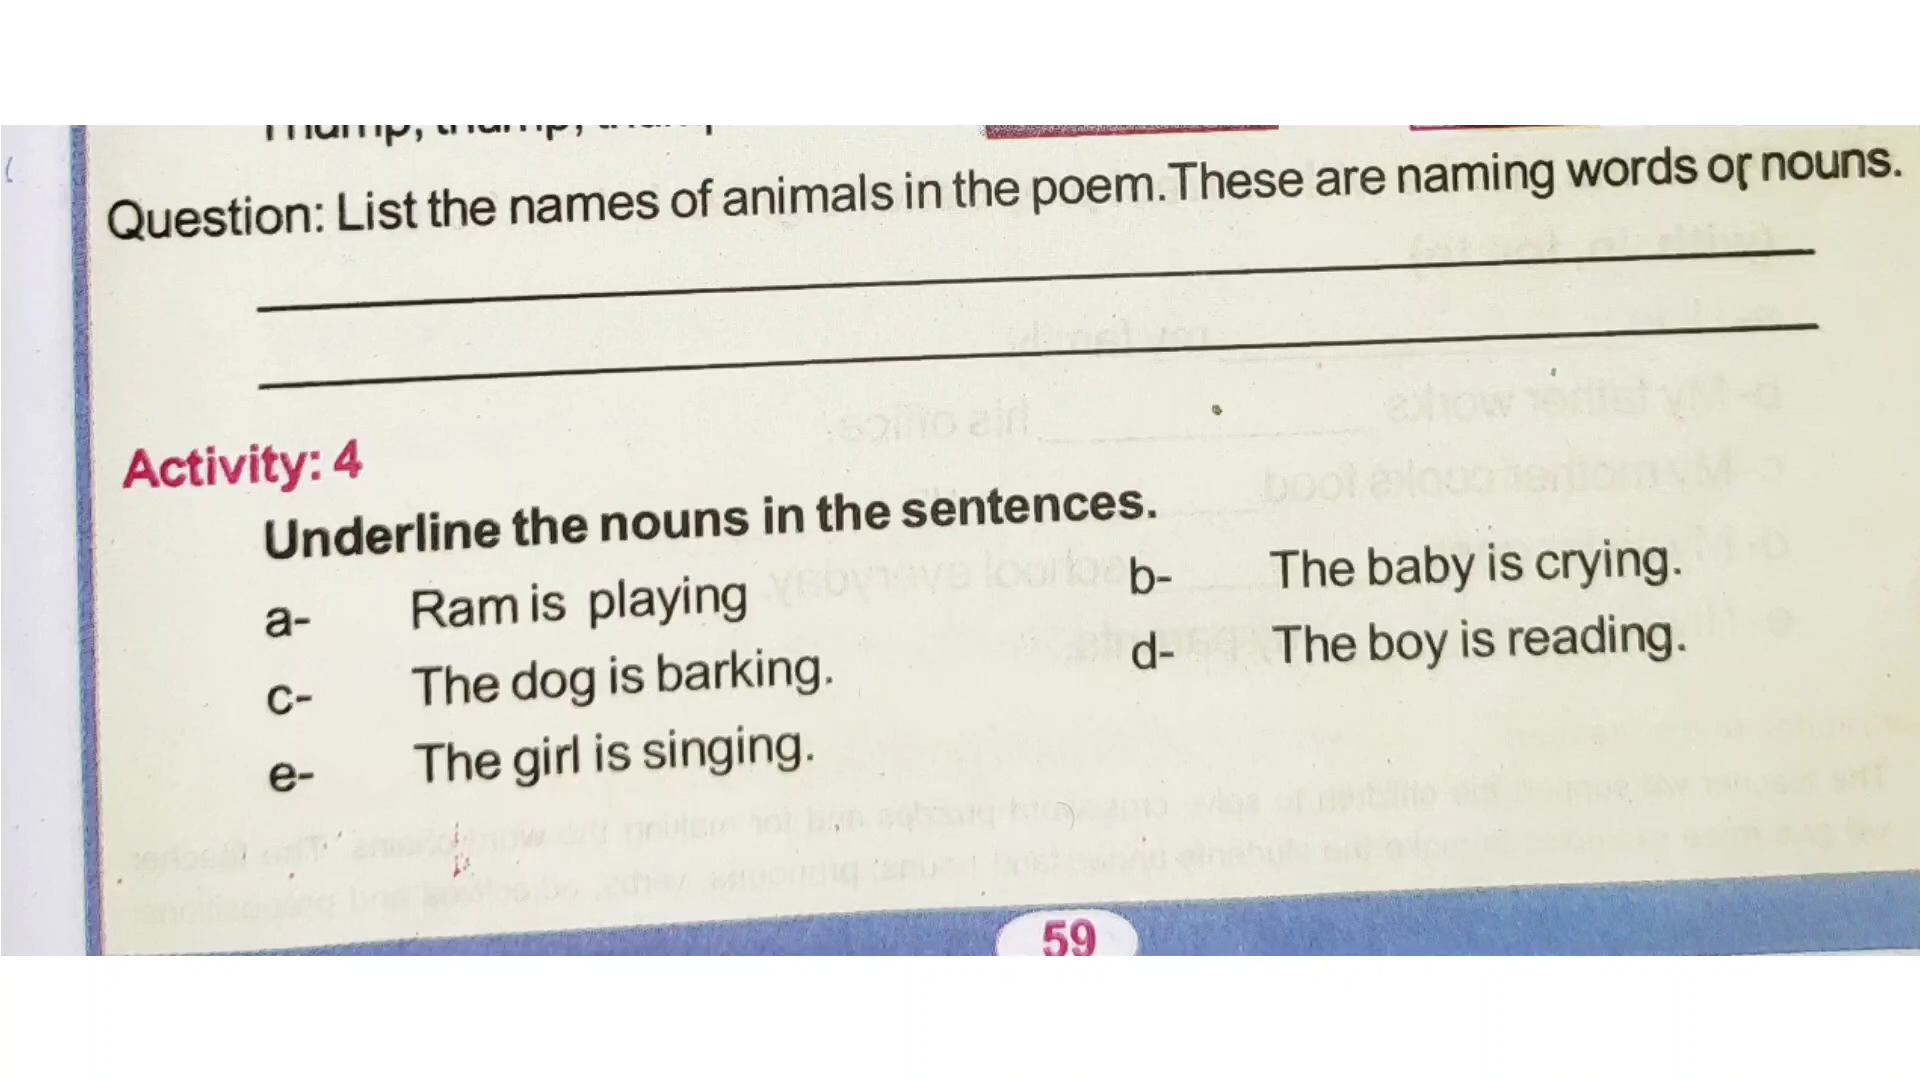 Question: List the names of animals in the poem. These are naming words or nouns.
Activity: 4
Underline the nouns in the sentences.
a- Ram is playing
b- The baby is crying.
c- The dog is barking.
d- The boy is reading.
e- The girl is singing.
59